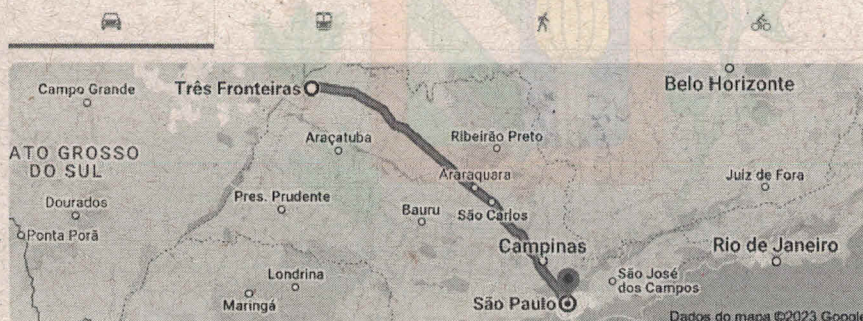 Campo Grande
Três Fronteiras
Belo Horizonte
Araçatuba
Ribeirão Preto
ATO GROSSO
DO SUL
Araraquara
Juiz de Fora
Dourados
Pres. Prudente
Bauru
São Carlos
Ponta Porã
Campinas
Rio de Janeiro
Londrina
São José
dos Campos
Maringá
São Paulo
Dados do mapa ©2023 Google